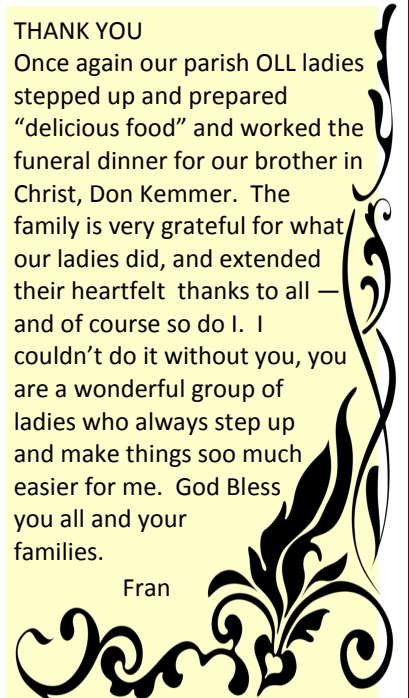 THANK YOU
Once again our parish OLL ladies
stepped up and prepared
“delicious food” and worked the
funeral dinner for our brother in
Christ, Don Kemmer.  The
family is very grateful for what
our ladies did, and extended
their heartfelt  thanks to all —
and of course so do I.  I
couldn’t do it without you, you
are a wonderful group of
ladies who always step up
and make things soo much
easier for me.  God Bless
you all and your
families.
Fran